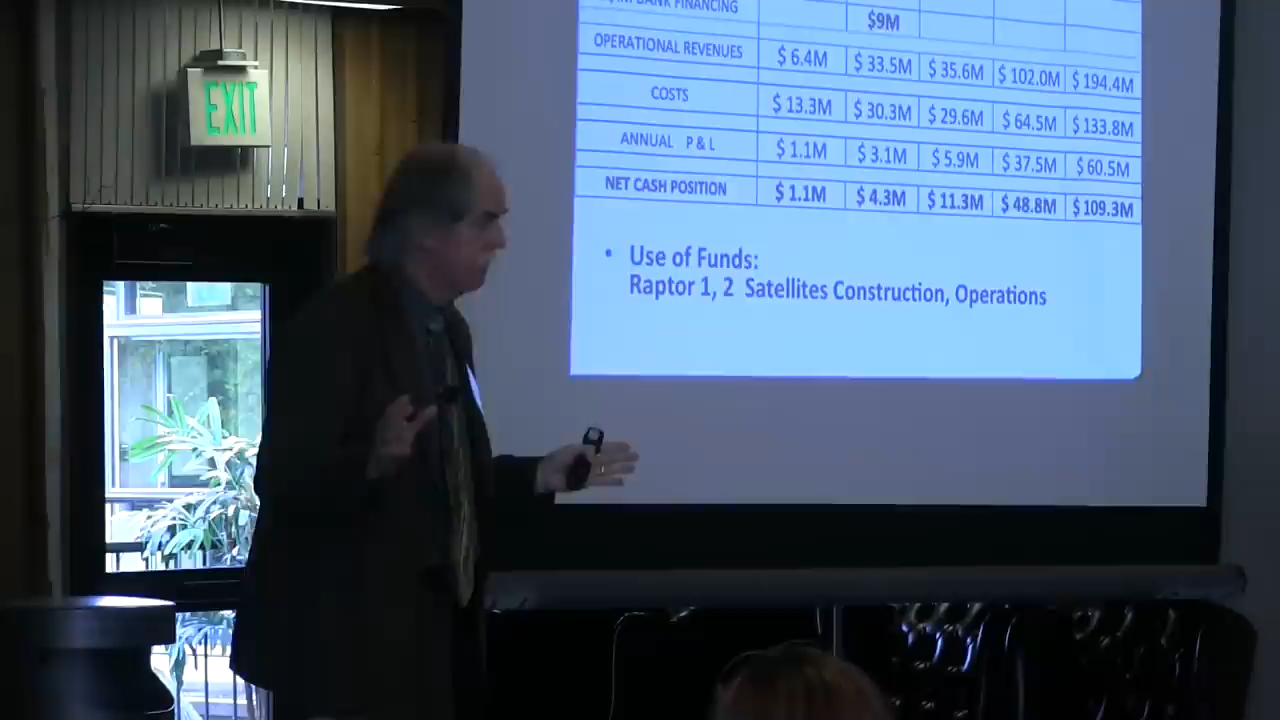 EXIT
BANK FINANCING $9M
OPERATIONAL REVENUES $ 6.4M $ 33.5M $ 35.6M $ 102.0M $ 194.4M
COSTS $ 13.3M $ 30.3M $ 29.6M $ 64.5M $ 133.8M
ANNUAL P & L $ 1.1M $ 3.1M $ 5.9M $ 37.5M $ 60.5M
NET CASH POSITION $ 1.1M $ 4.3M $ 11.3M $ 48.8M $ 109.3M
• Use of Funds:
Raptor 1, 2 Satellites Construction, Operations